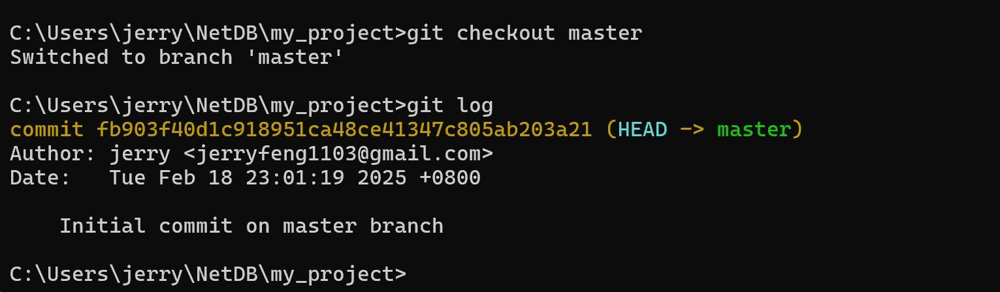 C:\Users\jerry\NetDB\my_project>git checkout master
Switched to branch 'master'
C:\Users\jerry\NetDB\my_project>git log
commit fb903f40d1c918951ca48ce41347c805ab203a21 (HEAD -> master)
Author: jerry <jerryfeng1103@gmail.com>
Date:   Tue Feb 18 23:01:19 2025 +0800
    Initial commit on master branch
C:\Users\jerry\NetDB\my_project>